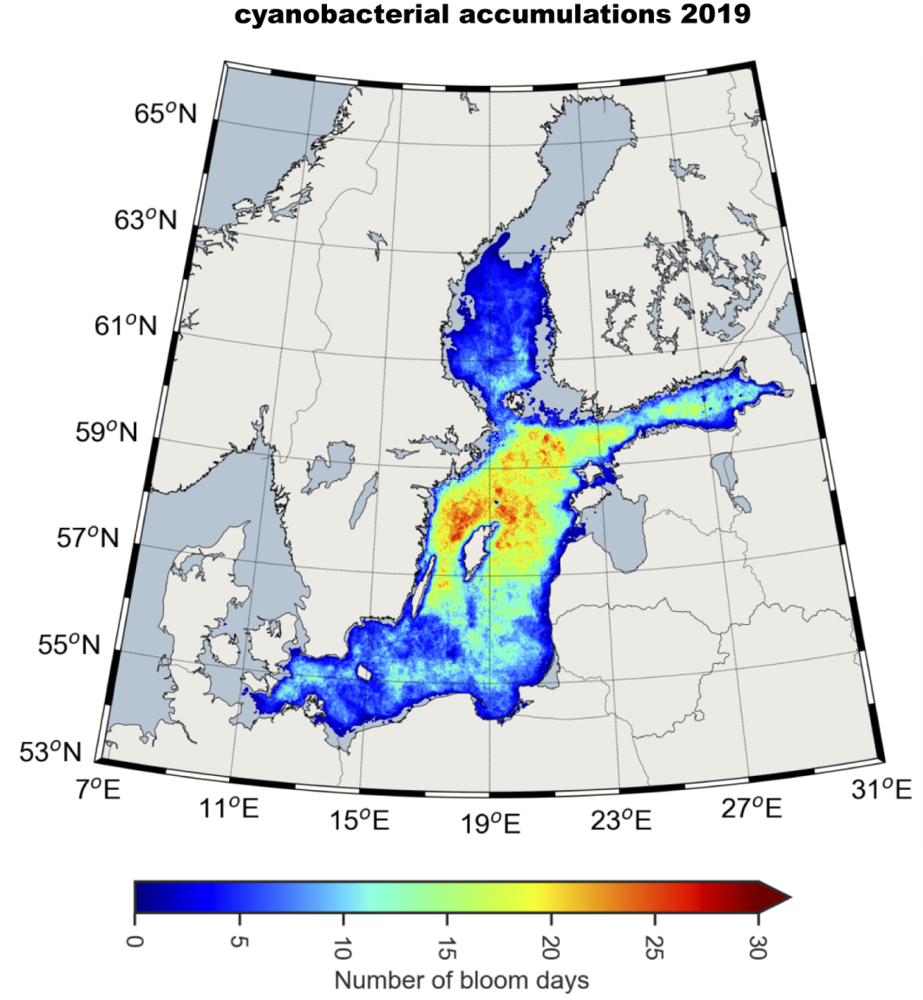 cyanobacterial accumulations 2019
65°N
63°N
61°N
59°N
57°N
55°N
53°N
7°E
11°E
15°E
19°E
23°E
27°E
31°E
0
5
10
15
20
25
30
Number of bloom days